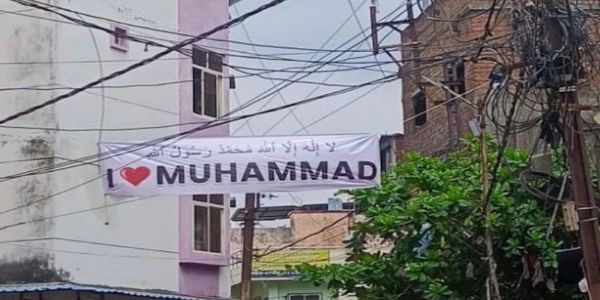 لا إله إلا الله محمد رسول الله
I ❤ MUHAMMAD